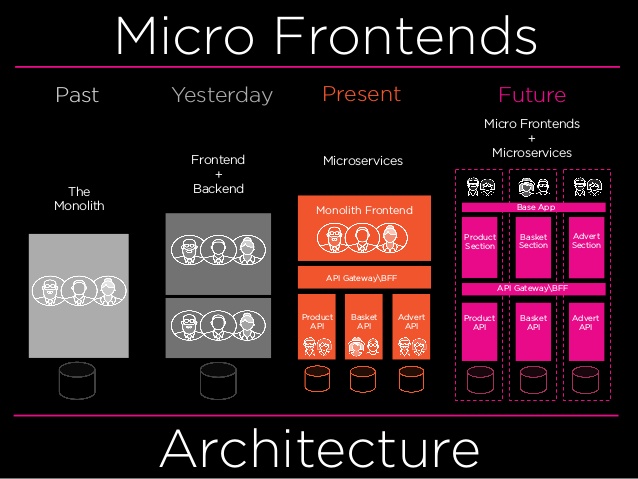 Micro Frontends
Past
Yesterday
Present
Future
The
Monolith
Frontend
+
Backend
Microservices
Monolith Frontend
API Gateway\BFF
Product
API
Basket
API
Advert
API
Micro Frontends
+
Microservices
Base App
Product
Section
Basket
Section
Advert
Section
API Gateway\BFF
Product
API
Basket
API
Advert
API
Architecture